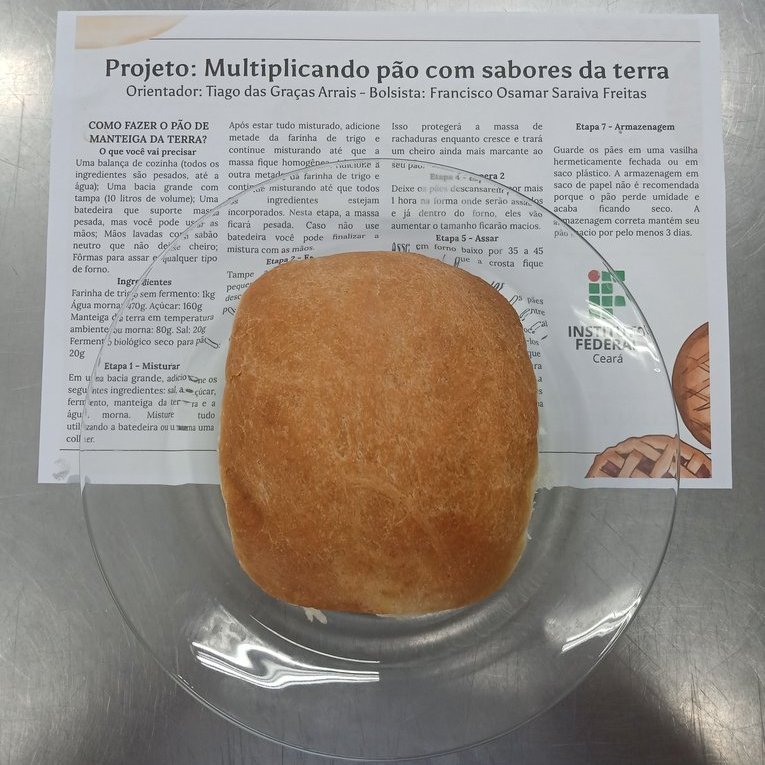 Projeto: Multiplicando pão com sabores da terra
Orientador: Tiago das Graças Arrais – Bolsista: Francisco Osamar Saraiva Freitas
COMO FAZER O PÃO DE
MANTEIGA DA TERRA?
O que você vai precisar
Uma balança de cozinha (todos os
ingredientes são pesados, até a
água); Uma bacia grande com
tampa (10 litros de volume); Uma
batedeira que suporte massa
pesada, mas você pode usar as
mãos; Mãos lavadas com sabão
neutro que não deixe cheiro;
Fôrmas para assar e qualquer tipo
de forno.
Ingredientes
Farinha de trigo sem fermento: 1kg
Água morna: 470g. Açúcar: 160g
Manteiga da terra em temperatura
ambiente ou morna: 80g. Sal: 20g
Fermento biológico seco para pão:
20g
Etapa 1 - Misturar
Em uma bacia grande, adicione os
seguintes ingredientes: sal, açúcar,
fermento, manteiga da terra e a
água morna. Misture tudo
utilizando a batedeira ou uma
colher.
Após estar tudo misturado, adicione
metade da farinha de trigo e
continue misturando até que a
massa fique homogênea. Adicione a
outra metade da farinha de trigo e
continue misturando até que todos
os ingredientes estejam
incorporados. Nesta etapa, a massa
ficará pesada. Caso não use
batedeira você pode finalizar a
mistura com as mãos.
Etapa 2 -
Tampe
Isso protegerá a massa de
rachaduras enquanto cresce e trará
um cheiro ainda mais marcante ao
seu pão.
Etapa 4 - Espera 2
Deixe os pães descansarem por mais
1 hora na forma onde serão assados
e já dentro do forno, eles vão
aumentar o tamanho ficarão macios.
Etapa 5 - Assar
Asse em forno baixo por 35 a 45
que a crosta fique
pães
Etapa 7 - Armazenagem
Guarde os pães em uma vasilha
hermeticamente fechada ou em
saco plástico. A armazenagem em
saco de papel não é recomendada
porque o pão perde umidade e
acaba ficando seco. A
armazenagem correta mantém seu
pão macio por pelo menos 3 dias.
INSTITUTO
FEDERAL
Ceará